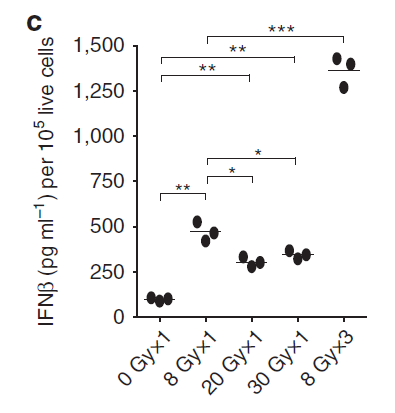 c
IFNβ (pg ml⁻¹) per 10⁵ live cells
1,500
1,250
1,000
750
500
250
0
***
**
**
*
*
**
0 Gy×1
8 Gy×1
20 Gy×1
30 Gy×1
8 Gy×3